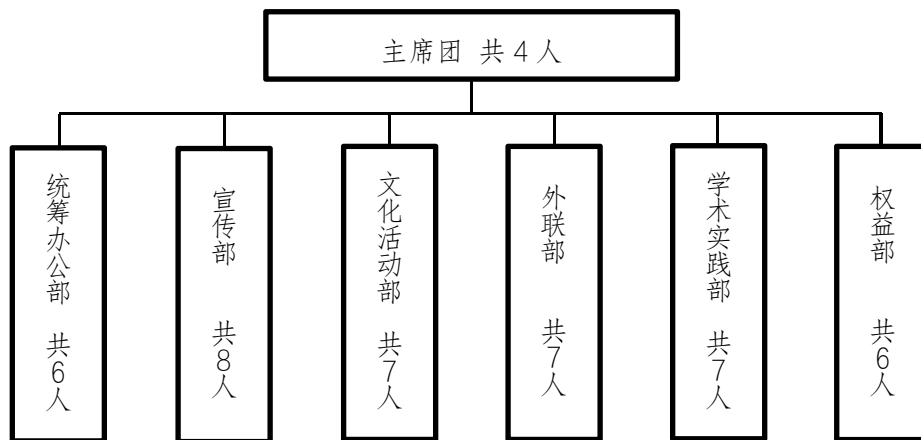 主席团 共4人
统筹办公部 共6人
宣传部 共8人
文化活动部 共7人
外联部 共7人
学术实践部 共7人
权益部 共6人